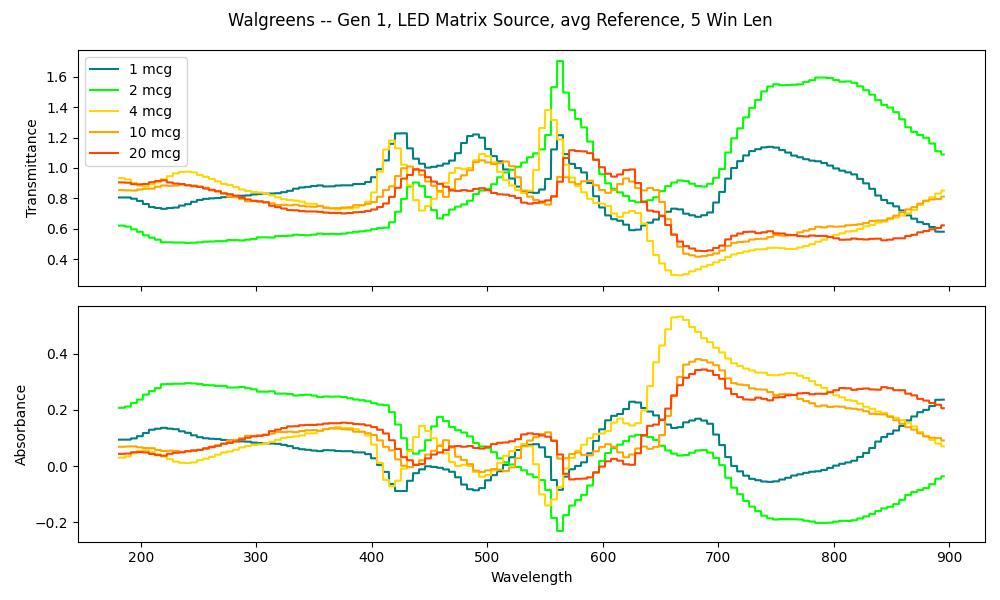 Walgreens -- Gen 1, LED Matrix Source, avg Reference, 5 Win Len
Transmittance
1.6
1.4
1.2
1.0
0.8
0.6
0.4
1 mcg
2 mcg
4 mcg
10 mcg
20 mcg
Absorbance
0.4
0.2
0.0
−0.2
200 300 400 500 600 700 800 900
Wavelength